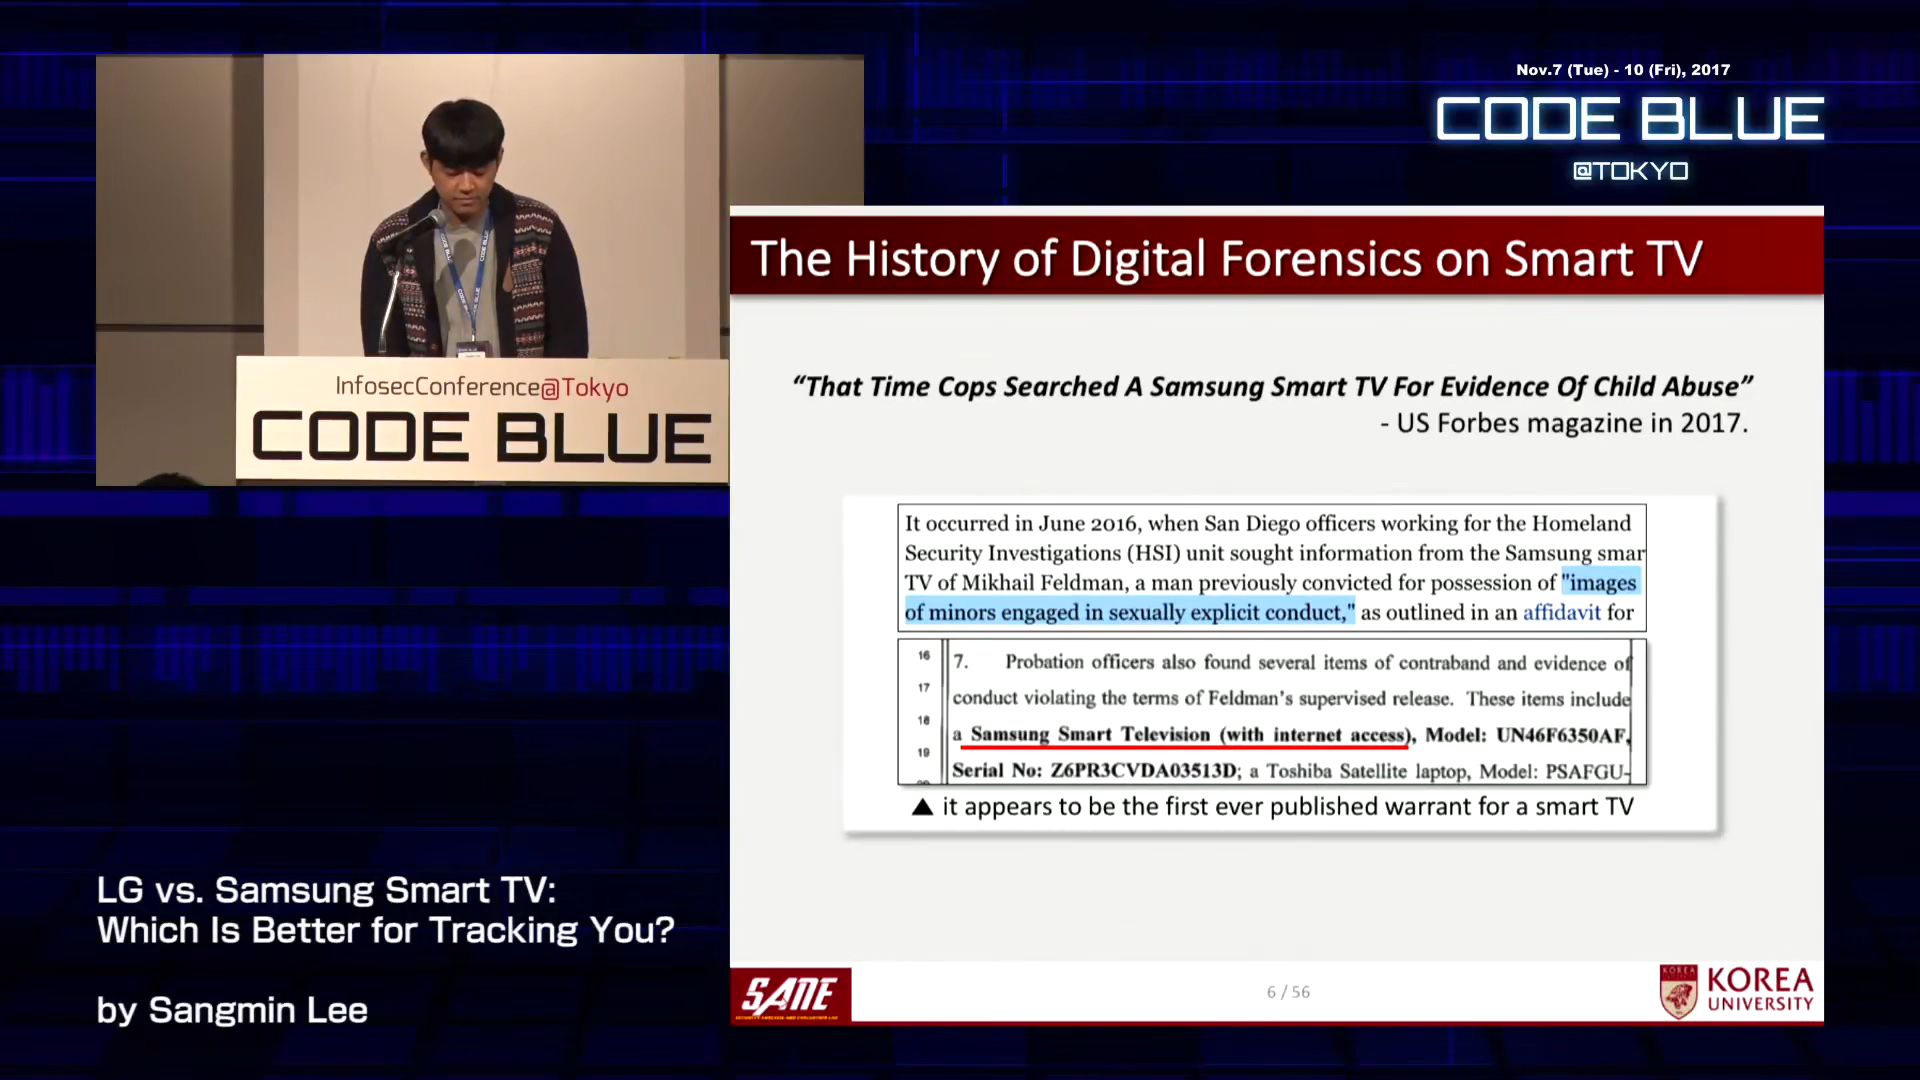 Nov.7 (Tue) - 10 (Fri), 2017
CODE BLUE
@TOKYO
InfosecConference@Tokyo
CODE BLUE
The History of Digital Forensics on Smart TV
“That Time Cops Searched A Samsung Smart TV For Evidence Of Child Abuse”
- US Forbes magazine in 2017.
It occurred in June 2016, when San Diego officers working for the Homeland
Security Investigations (HSI) unit sought information from the Samsung smar
TV of Mikhail Feldman, a man previously convicted for possession of "images
of minors engaged in sexually explicit conduct," as outlined in an affidavit for
16 7. Probation officers also found several items of contraband and evidence of
17 conduct violating the terms of Feldman's supervised release. These items include
18 a Samsung Smart Television (with internet access), Model: UN46F6350AF,
19 Serial No: Z6PR3CVDA03513D; a Toshiba Satellite laptop, Model: PSAFGU-
▲ it appears to be the first ever published warrant for a smart TV
LG vs. Samsung Smart TV:
Which Is Better for Tracking You?
by Sangmin Lee
SANE
6 / 56
KOREA
UNIVERSITY